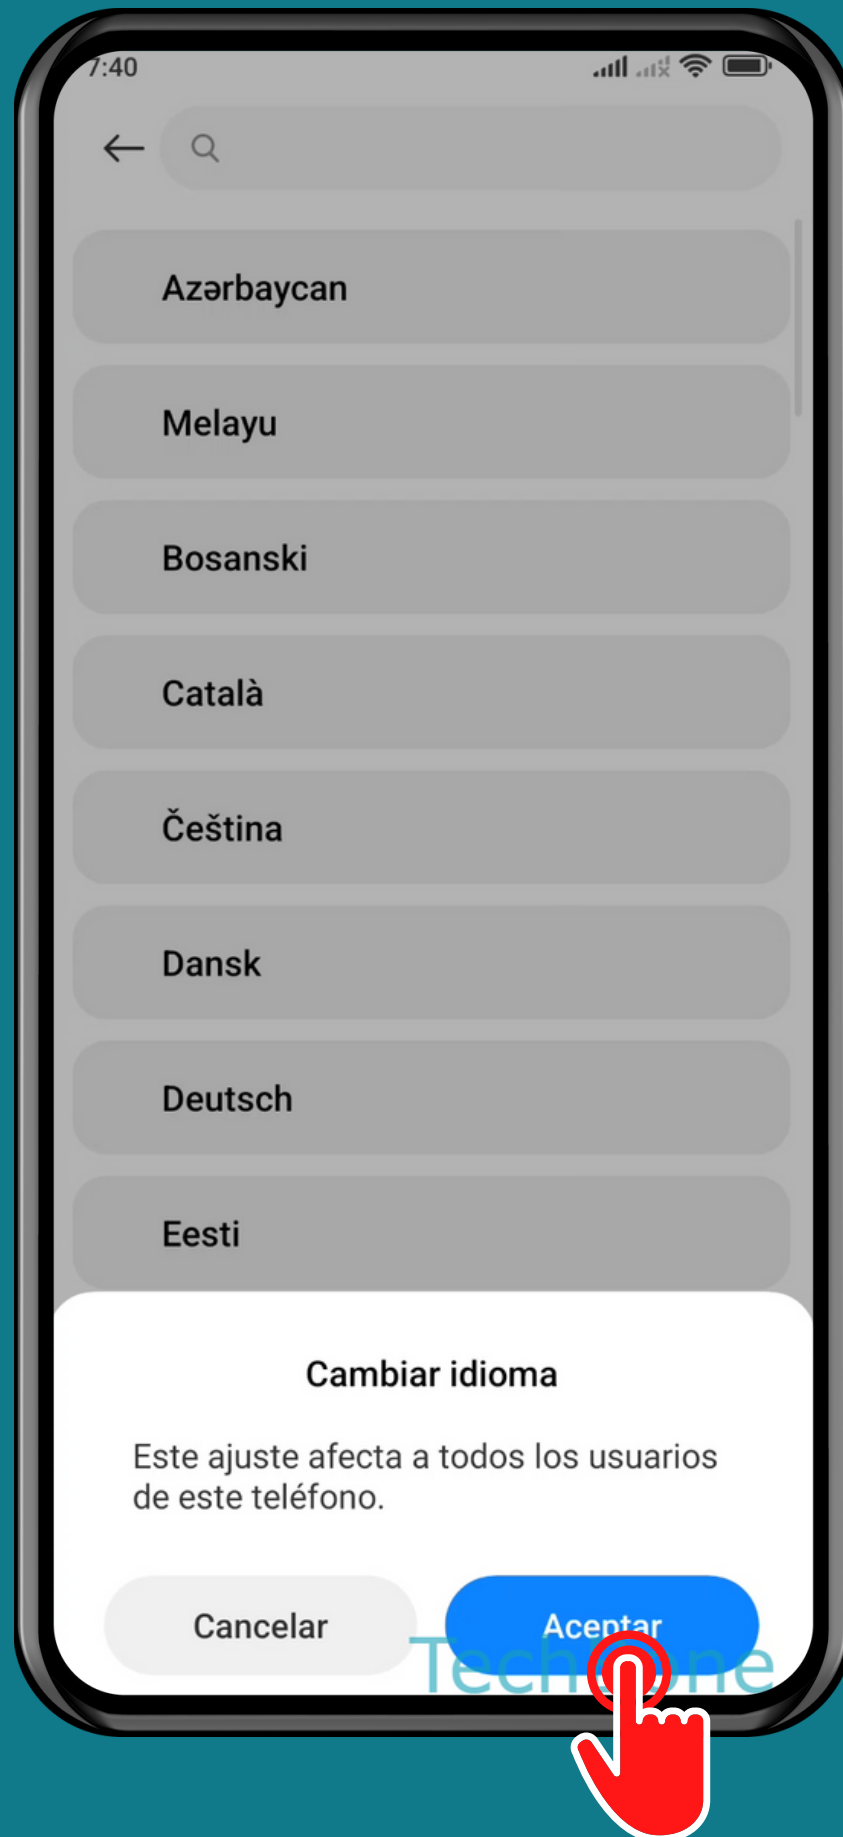 7:40
Azərbaycan
Melayu
Bosanski
Català
Čeština
Dansk
Deutsch
Eesti
Cambiar idioma
Este ajuste afecta a todos los usuarios
de este teléfono.
Cancelar
Aceptar